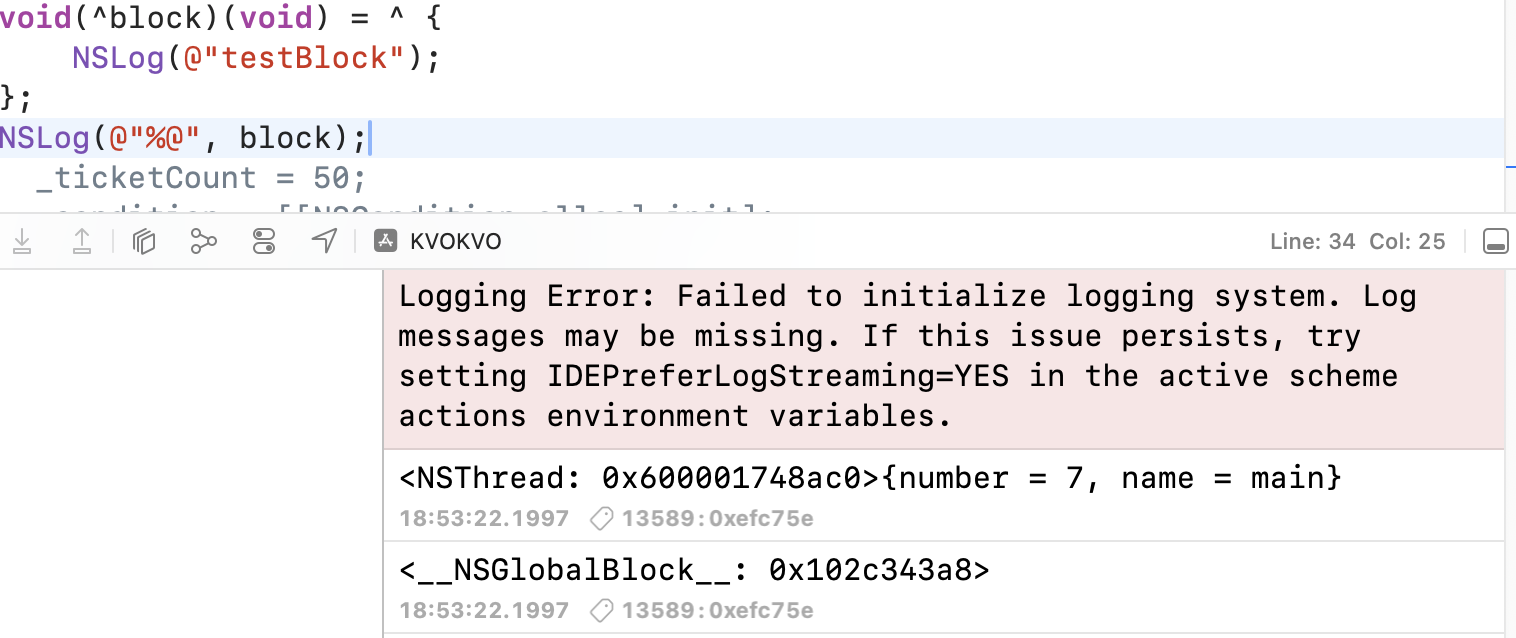 void(^block)(void) = ^ {
NSLog(@"testBlock");
};
NSLog(@"%@", block);
_ticketCount = 50;
KVOKVO
Line: 34 Col: 25
Logging Error: Failed to initialize logging system. Log
messages may be missing. If this issue persists, try
setting IDEPreferLogStreaming=YES in the active scheme
actions environment variables.
<NSThread: 0x600001748ac0>{number = 7, name = main}
18:53:22.1997 13589:0xefc75e
<__NSGlobalBlock__: 0x102c343a8>
18:53:22.1997 13589:0xefc75e